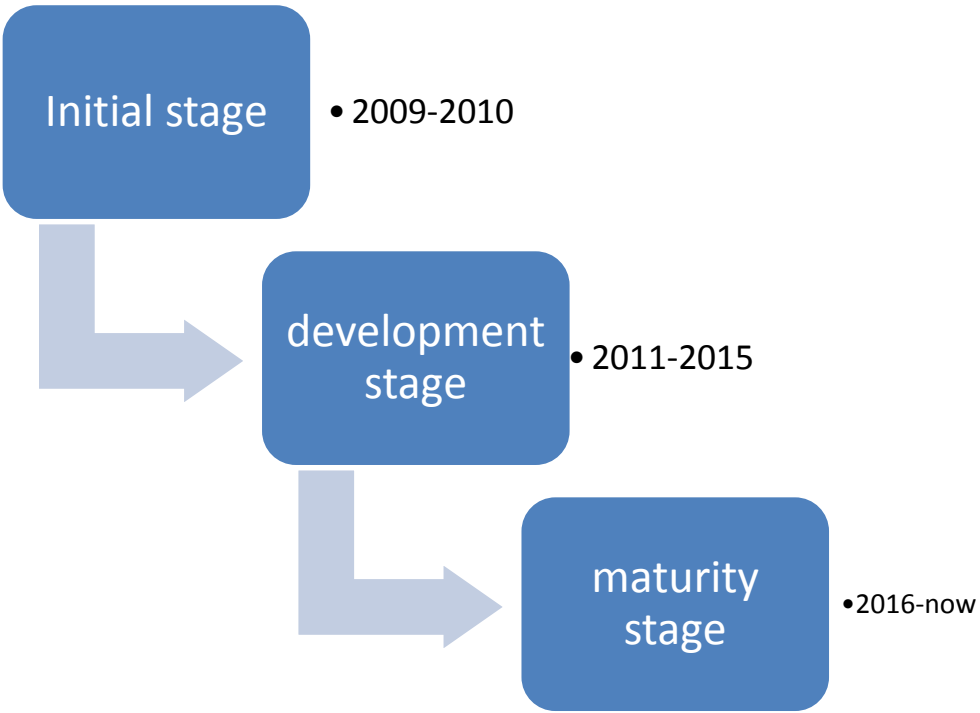 Initial stage
• 2009-2010
development
stage
• 2011-2015
maturity
stage
•2016-now